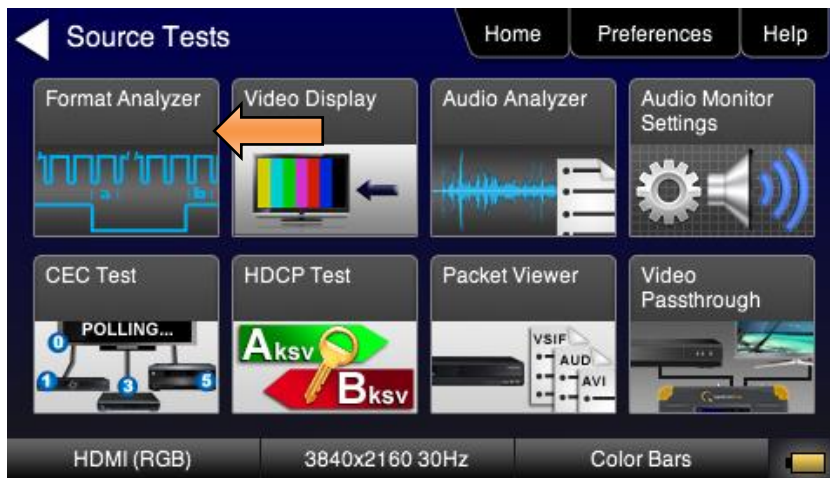 Source Tests
Home
Preferences
Help
Format Analyzer
Video Display
Audio Analyzer
Audio Monitor
Settings
CEC Test
HDCP Test
Packet Viewer
Video
Passthrough
POLLING...
0
1
3
5
Aksv
Bksv
VSIF
AUD
AVI
HDMI (RGB)
3840x2160 30Hz
Color Bars